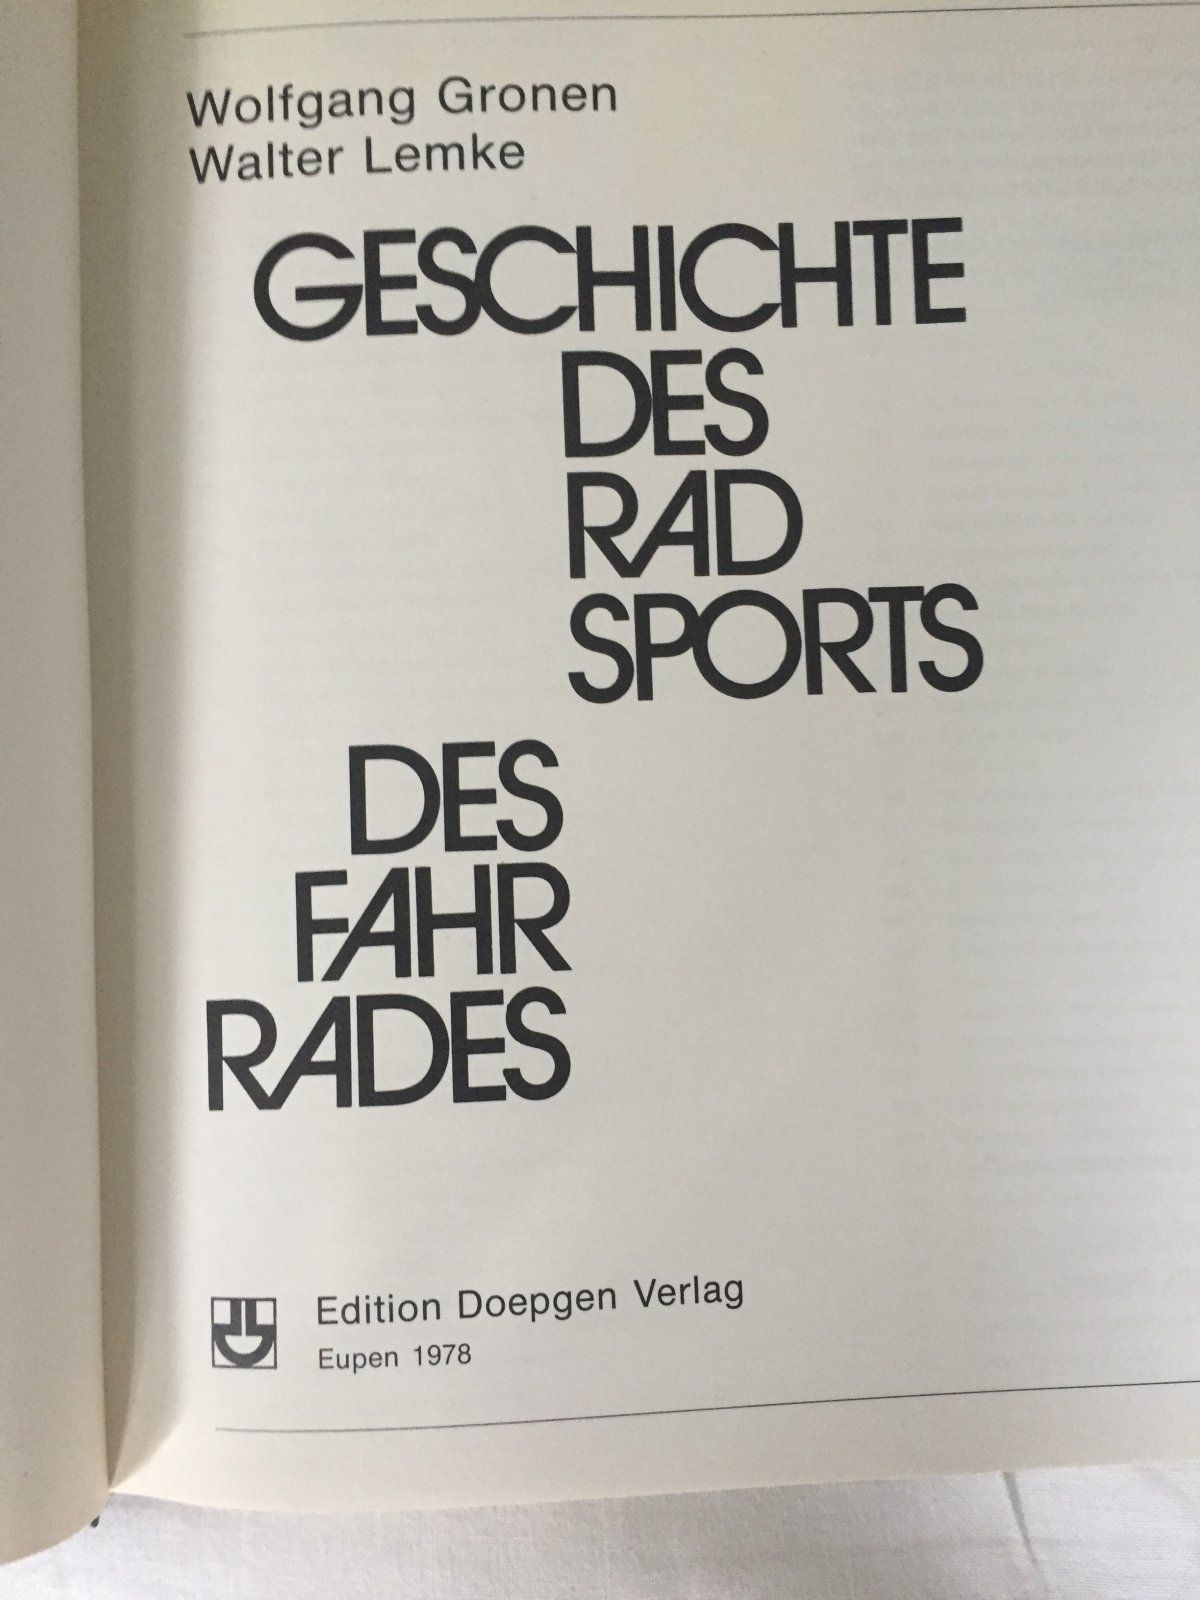 Wolfgang Gronen
Walter Lemke
GESCHICHTE
DES
RAD
SPORTS
DES
FAHR
RADES
Edition Doepgen Verlag
Eupen 1978